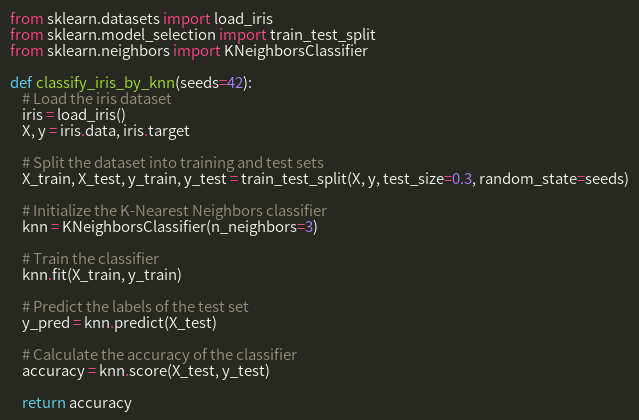 from sklearn.datasets import load_iris
from sklearn.model_selection import train_test_split
from sklearn.neighbors import KNeighborsClassifier

def classify_iris_by_knn(seeds=42):
    # Load the iris dataset
    iris = load_iris()
    X, y = iris.data, iris.target

    # Split the dataset into training and test sets
    X_train, X_test, y_train, y_test = train_test_split(X, y, test_size=0.3, random_state=seeds)

    # Initialize the K-Nearest Neighbors classifier
    knn = KNeighborsClassifier(n_neighbors=3)

    # Train the classifier
    knn.fit(X_train, y_train)

    # Predict the labels of the test set
    y_pred = knn.predict(X_test)

    # Calculate the accuracy of the classifier
    accuracy = knn.score(X_test, y_test)

    return accuracy